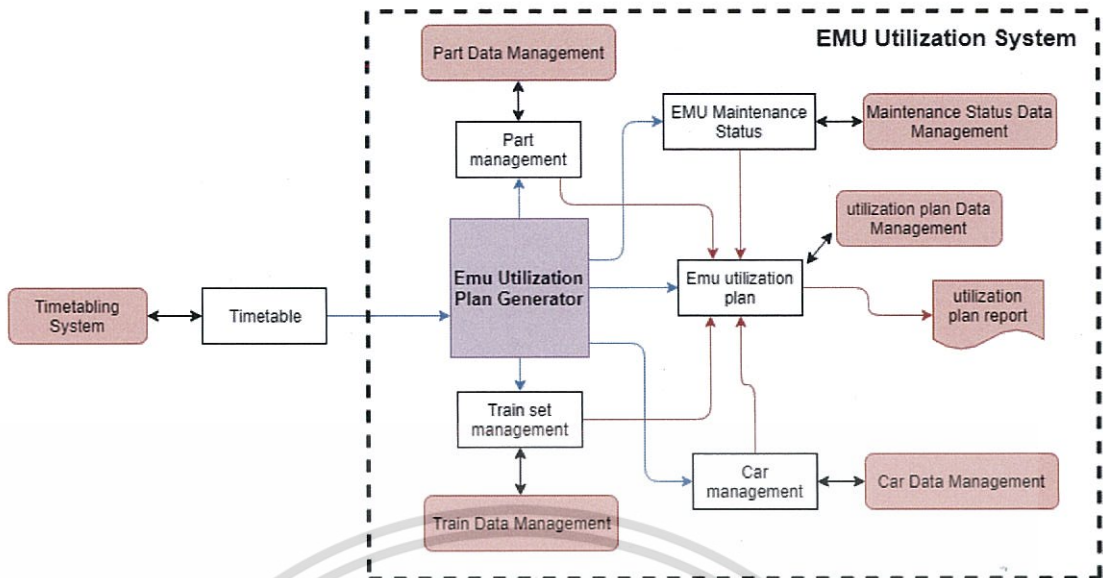 EMU Utilization System
Part Data Management
Part
management
EMU Maintenance
Status
Maintenance Status Data
Management
utilization plan Data
Management
Emu Utilization
Plan Generator
Emu utilization
plan
utilization
plan report
Timetabling
System
Timetable
Train set
management
Car
management
Car Data Management
Train Data Management